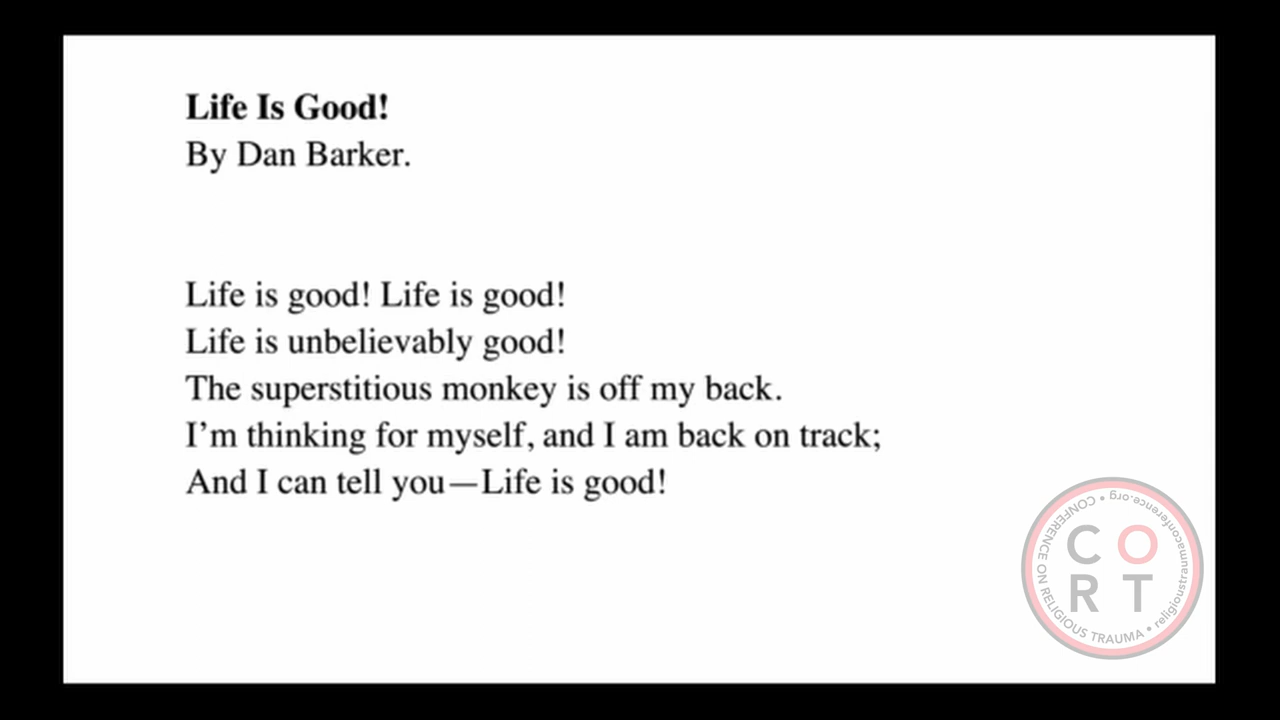 Life Is Good!
By Dan Barker.
Life is good! Life is good!
Life is unbelievably good!
The superstitious monkey is off my back.
I’m thinking for myself, and I am back on track;
And I can tell you—Life is good!
CONFERENCE ON RELIGIOUS TRAUMA • religioustraumaconference.org •
C O
R T